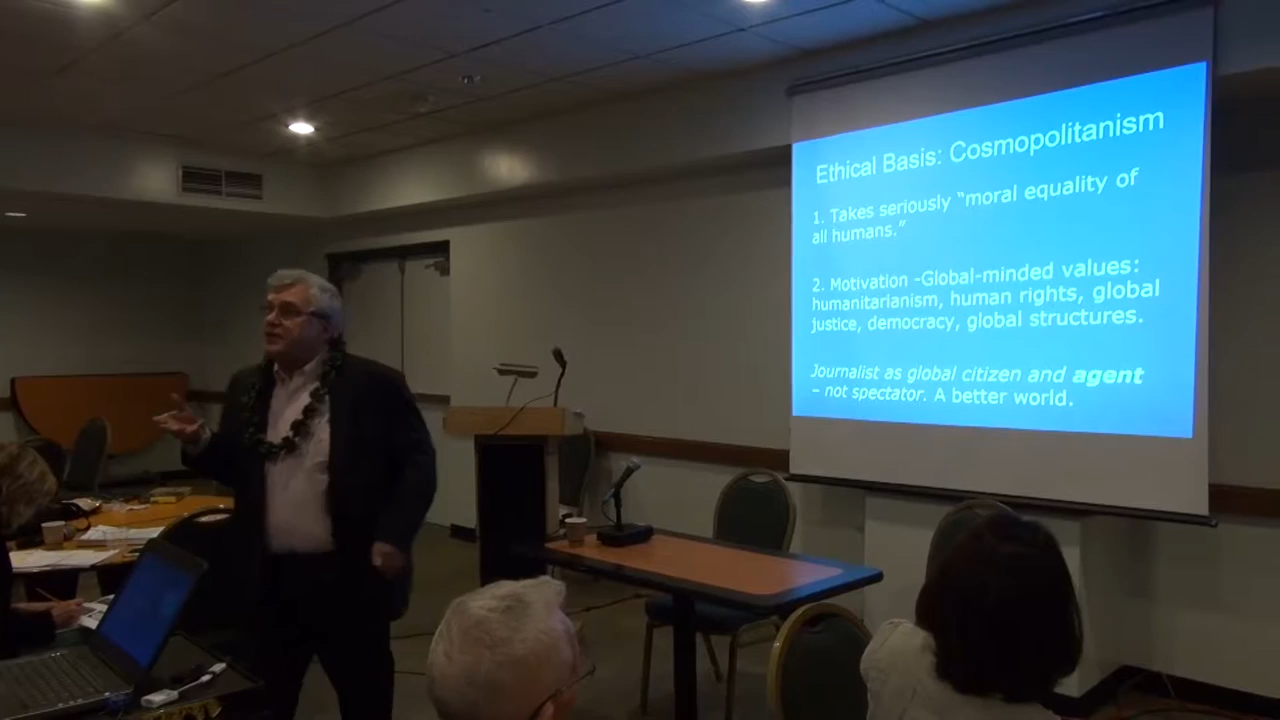 Ethical Basis: Cosmopolitanism
1. Takes seriously “moral equality of
all humans.”
2. Motivation -Global-minded values:
humanitarianism, human rights, global
justice, democracy, global structures.
Journalist as global citizen and agent
– not spectator. A better world.